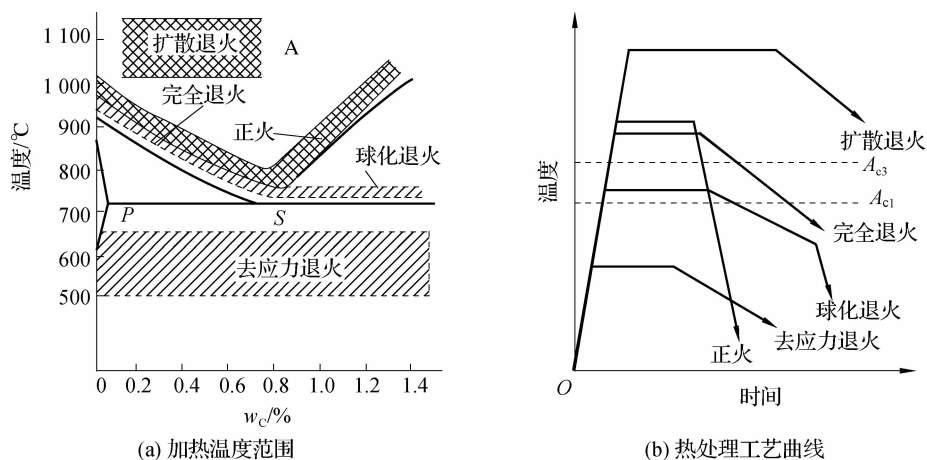 1 100
1 000
900
800
700
600
500
温度/℃
扩散退火
A
完全退火
正火
球化退火
P
S
去应力退火
0 0.2 0.4 0.6 0.8 1.0 1.2 1.4
wC/%
(a) 加热温度范围
温度
扩散退火
Ac3
Ac1
完全退火
球化退火
去应力退火
正火
O
时间
(b) 热处理工艺曲线